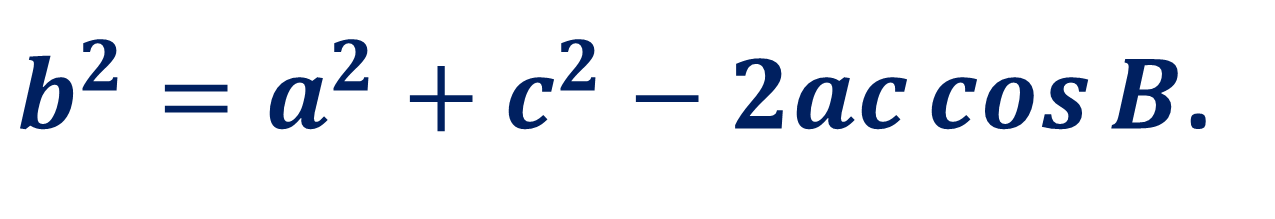 b² = a² + c² − 2ac cos B.